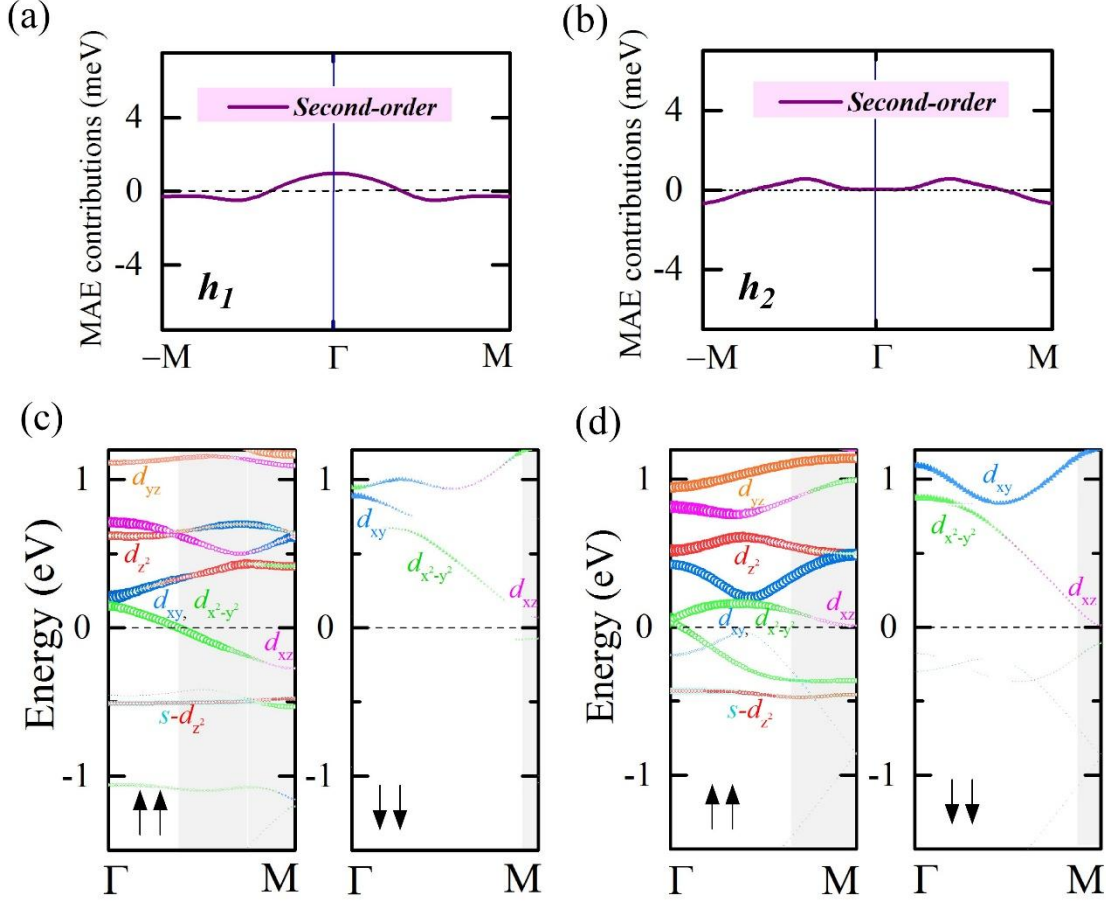 (a)
MAE contributions (meV)
4
0
-4
Second-order
h1
−M Γ M
(b)
MAE contributions (meV)
4
0
-4
Second-order
h2
−M Γ M
(c)
Energy (eV)
1
0
-1
dyz
dz²
dxy, dx²-y²
dxz
s-dz²
↑↑
Γ M
1
0
-1
dxy
dx²-y²
dxz
↓↓
M
(d)
Energy (eV)
1
0
-1
dyz
dz²
dxy, dx²-y²
dxz
s-dz²
↑↑
Γ M
1
0
-1
dxy
dx²-y²
dxz
↓↓
M